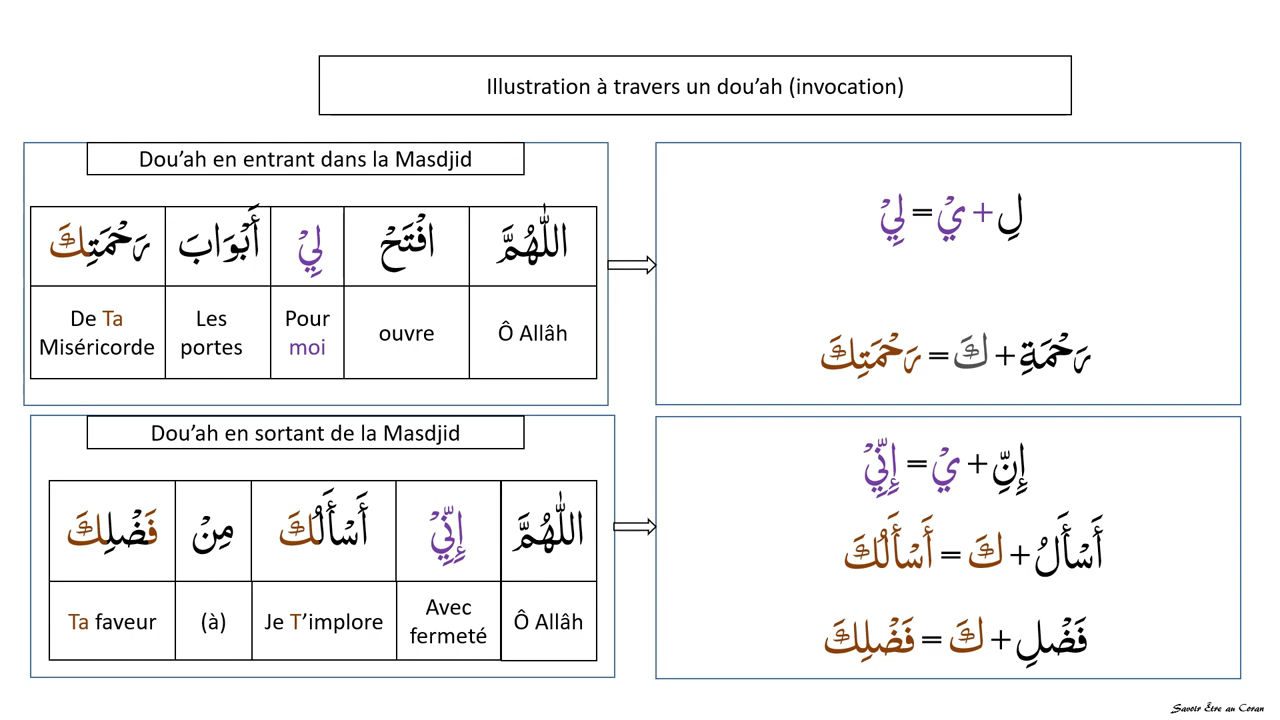 Illustration à travers un dou’ah (invocation)
Dou’ah en entrant dans la Masdjid
اللّٰهُمَّ افْتَحْ لِيْ أَبْوَابَ رَحْمَتِكَ
Ô Allâh
ouvre
Pour
moi
Les
portes
De Ta
Miséricorde
لِ + يْ = لِيْ
رَحْمَةِ + كَ = رَحْمَتِكَ
Dou’ah en sortant de la Masdjid
اللّٰهُمَّ إِنِّيْ أَسْأَلُكَ مِنْ فَضْلِكَ
Ô Allâh
Avec
fermeté
Je T’implore
(à)
Ta faveur
إِنِّ + يْ = إِنِّيْ
أَسْأَلُ + كَ = أَسْأَلُكَ
فَضْلِ + كَ = فَضْلِكَ
Savoir Être au Coran